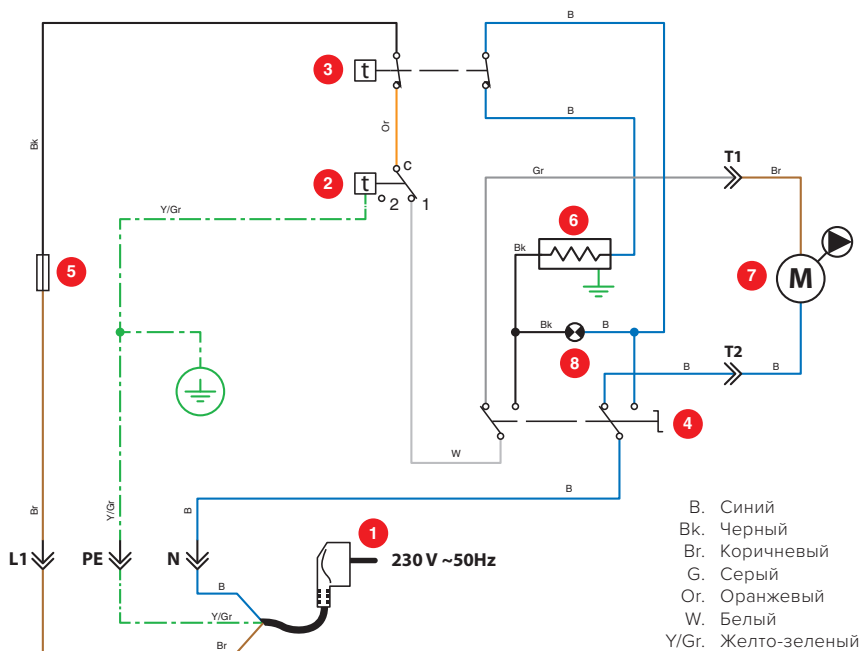 B
3
t
B
Or
Bk
C
T1
Gr
Br
2
t
2
1
Y/Gr
6
Bk
5
7
M
Bk
B
8
T2
B
B
4
W
B
B
Br
Y/Gr
1
L1
PE
N
230 V ~50Hz
B
Y/Gr
Br
B. Синий
Bk. Черный
Br. Коричневый
G. Серый
Or. Оранжевый
W. Белый
Y/Gr. Желто-зеленый